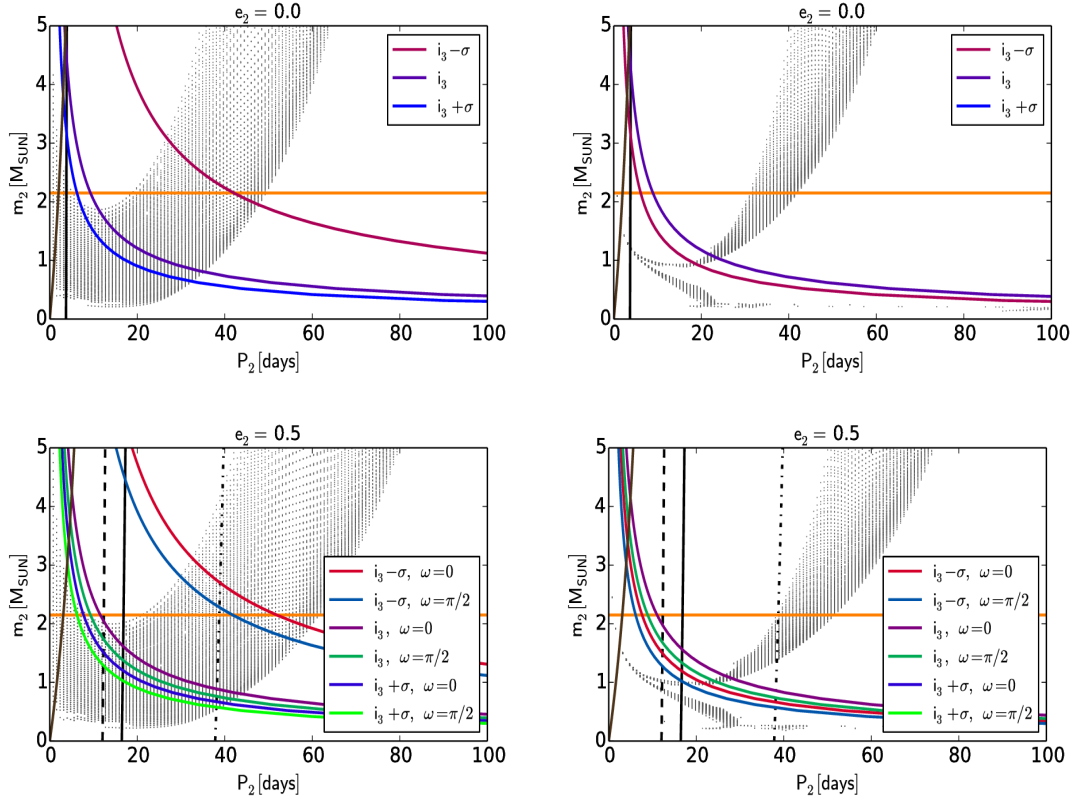 e₂ = 0.0
m₂ [M_SUN]
5
4
3
2
1
0
0 20 40 60 80 100
P₂ [days]
i₃−σ
i₃
i₃+σ
e₂ = 0.0
m₂ [M_SUN]
5
4
3
2
1
0
0 20 40 60 80 100
P₂ [days]
i₃−σ
i₃
i₃+σ
e₂ = 0.5
m₂ [M_SUN]
5
4
3
2
1
0
0 20 40 60 80 100
P₂ [days]
i₃−σ, ω=0
i₃−σ, ω=π/2
i₃, ω=0
i₃, ω=π/2
i₃+σ, ω=0
i₃+σ, ω=π/2
e₂ = 0.5
m₂ [M_SUN]
5
4
3
2
1
0
0 20 40 60 80 100
P₂ [days]
i₃−σ, ω=0
i₃−σ, ω=π/2
i₃, ω=0
i₃, ω=π/2
i₃+σ, ω=0
i₃+σ, ω=π/2